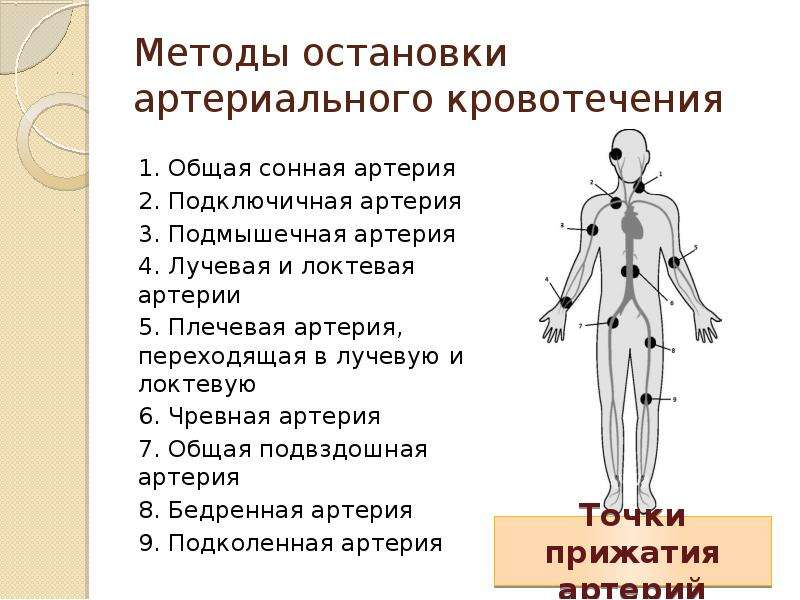 Методы остановки
артериального кровотечения
1. Общая сонная артерия
2. Подключичная артерия
3. Подмышечная артерия
4. Лучевая и локтевая
артерии
5. Плечевая артерия,
переходящая в лучевую и
локтевую
6. Чревная артерия
7. Общая подвздошная
артерия
8. Бедренная артерия
9. Подколенная артерия
1
2
3
5
4
6
7
8
9
Точки
прижатия
артерий